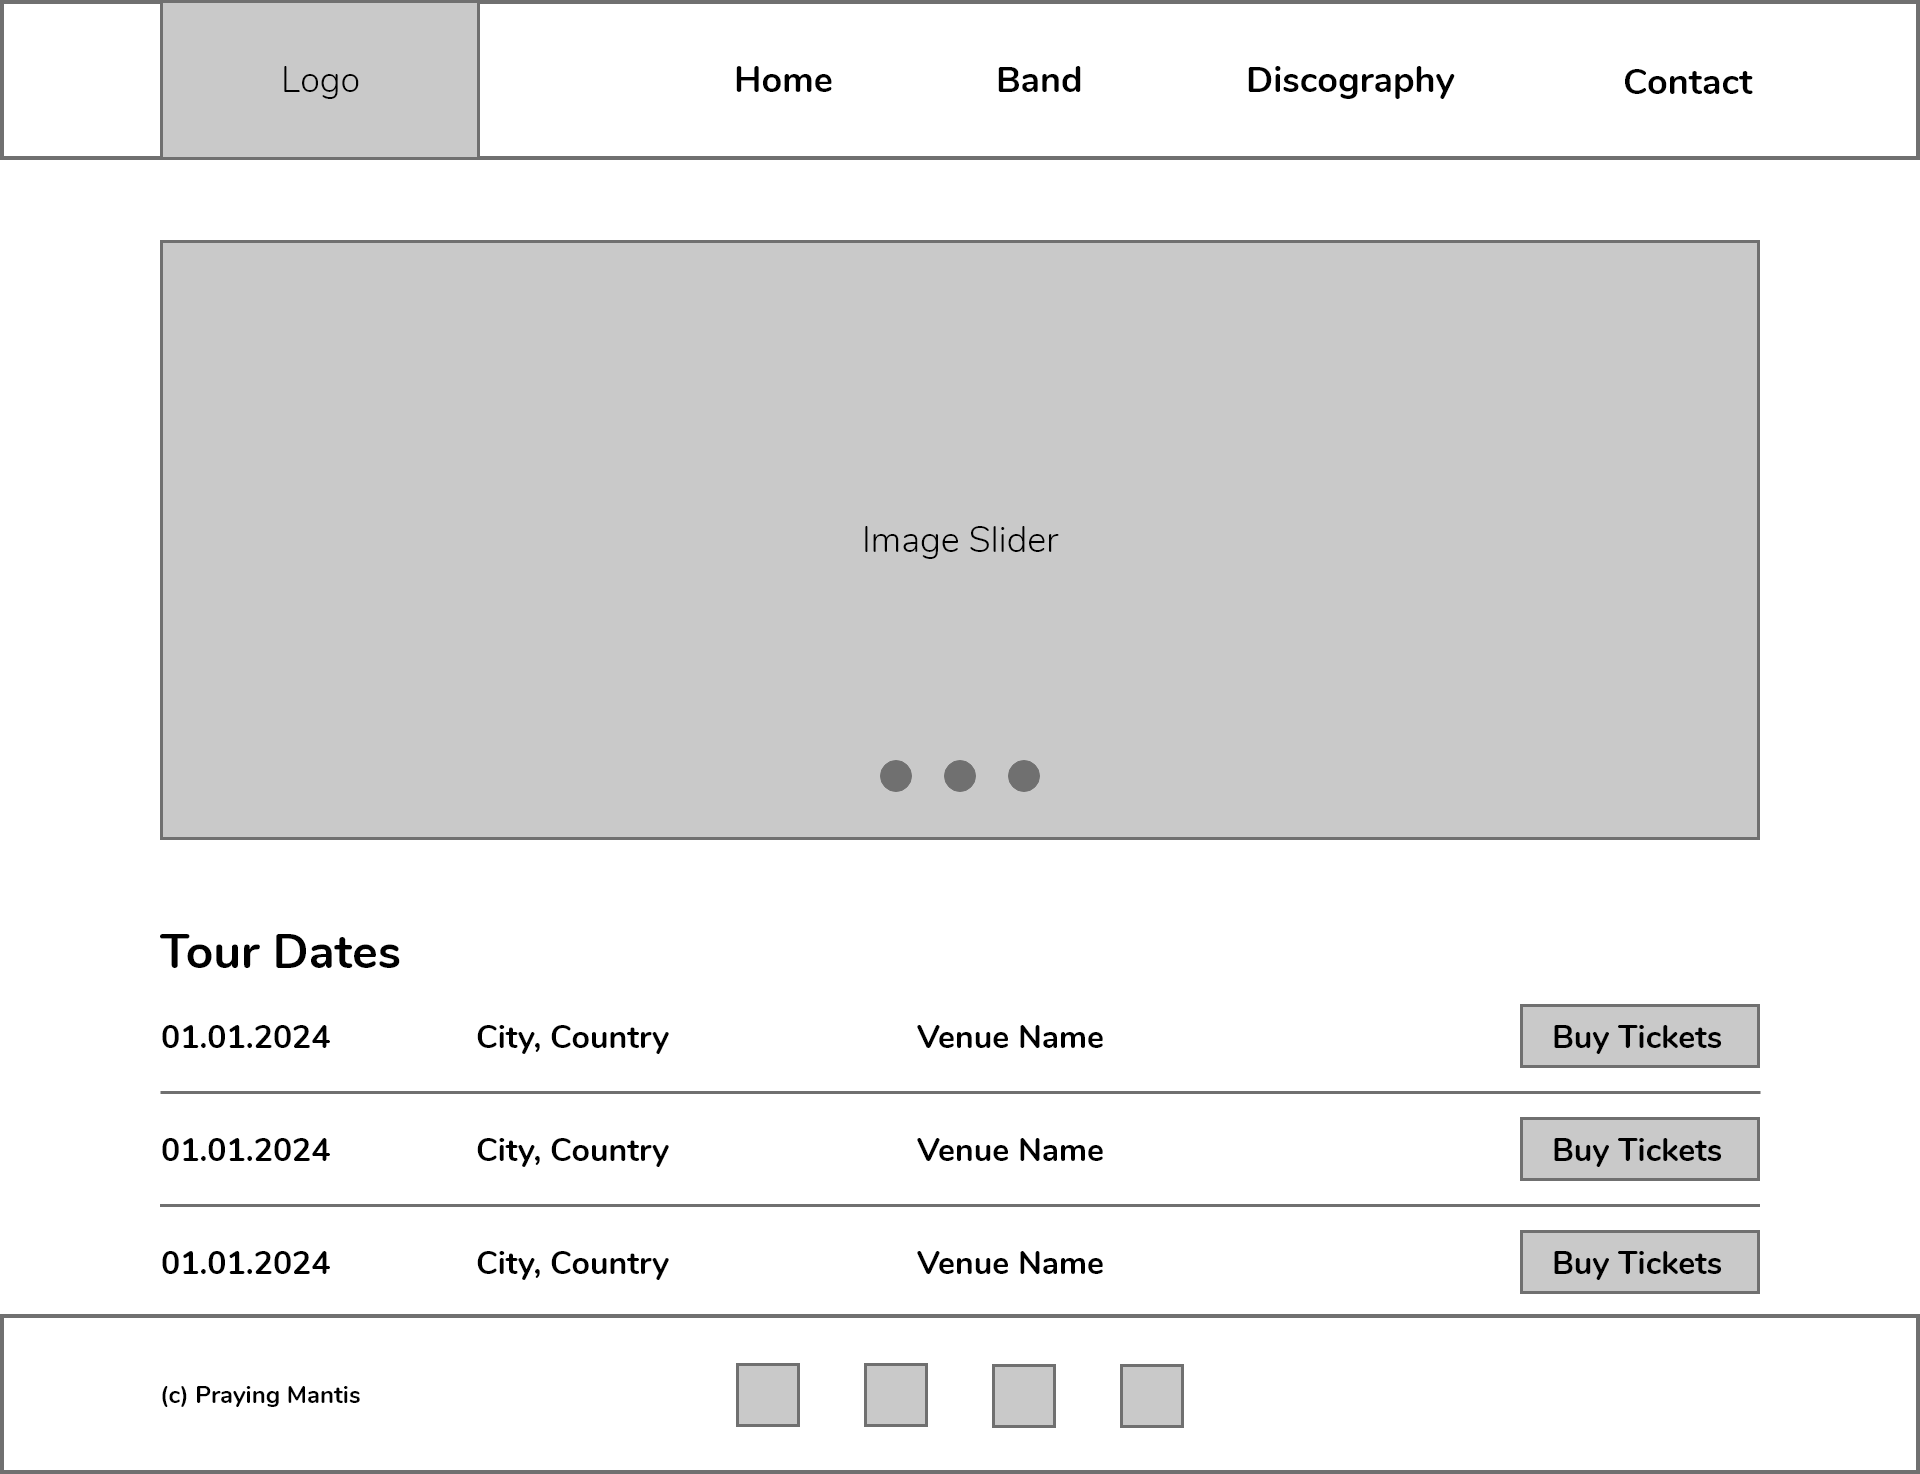 Logo
Home Band Discography Contact
Image Slider
Tour Dates
01.01.2024 City, Country Venue Name Buy Tickets
01.01.2024 City, Country Venue Name Buy Tickets
01.01.2024 City, Country Venue Name Buy Tickets
(c) Praying Mantis